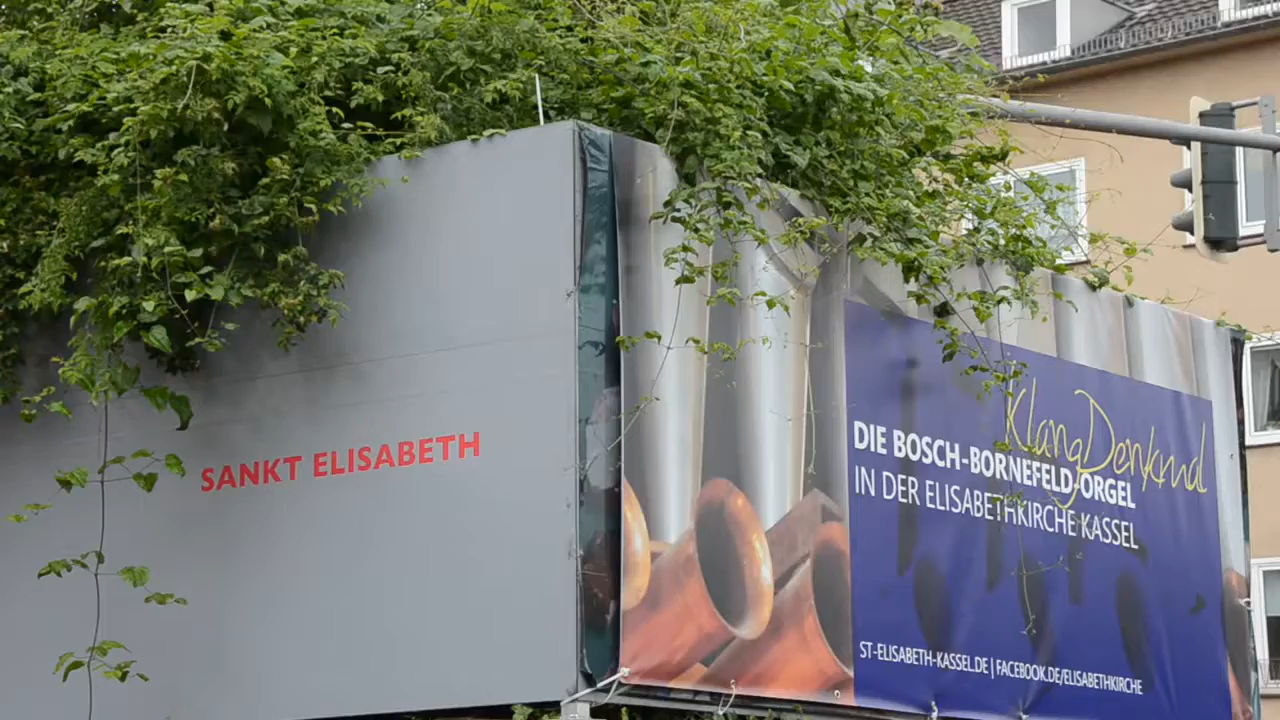 SANKT ELISABETH
KlangDenkmal
DIE BOSCH-BORNEFELD-ORGEL
IN DER ELISABETHKIRCHE KASSEL
ST-ELISABETH-KASSEL.DE | FACEBOOK.DE/ELISABETHKIRCHE